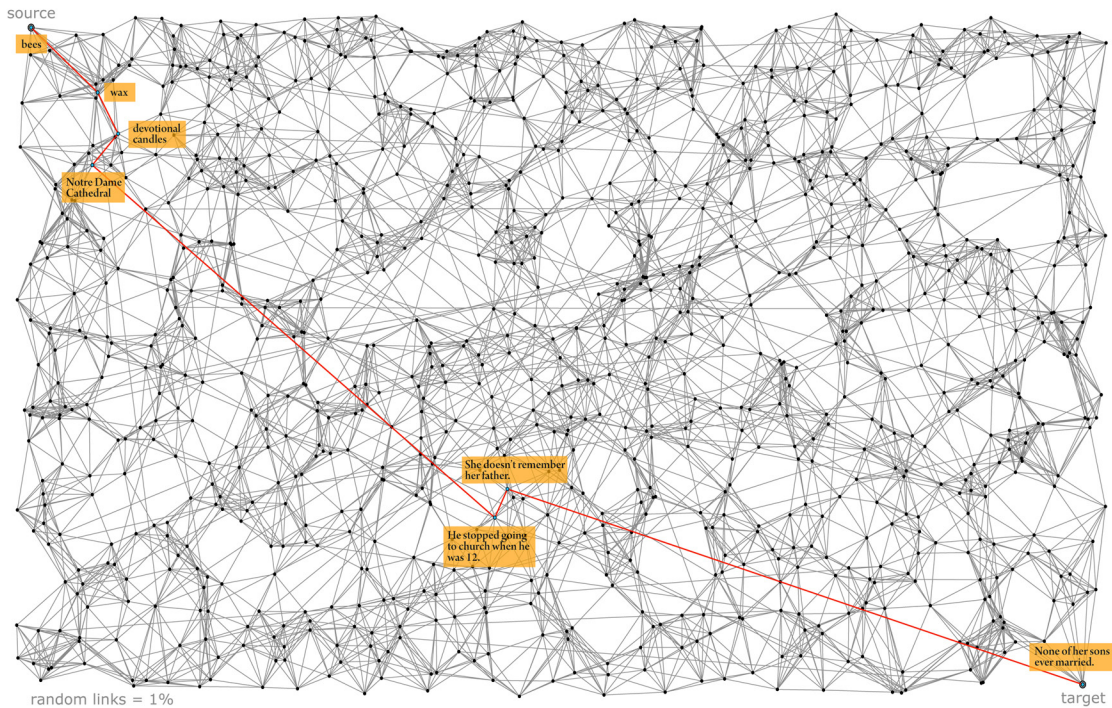 source
bees
wax
devotional
candles
Notre Dame
Cathedral
She doesn't remember
her father.
He stopped going
to church when he
was 12.
None of her sons
ever married.
random links = 1%
target